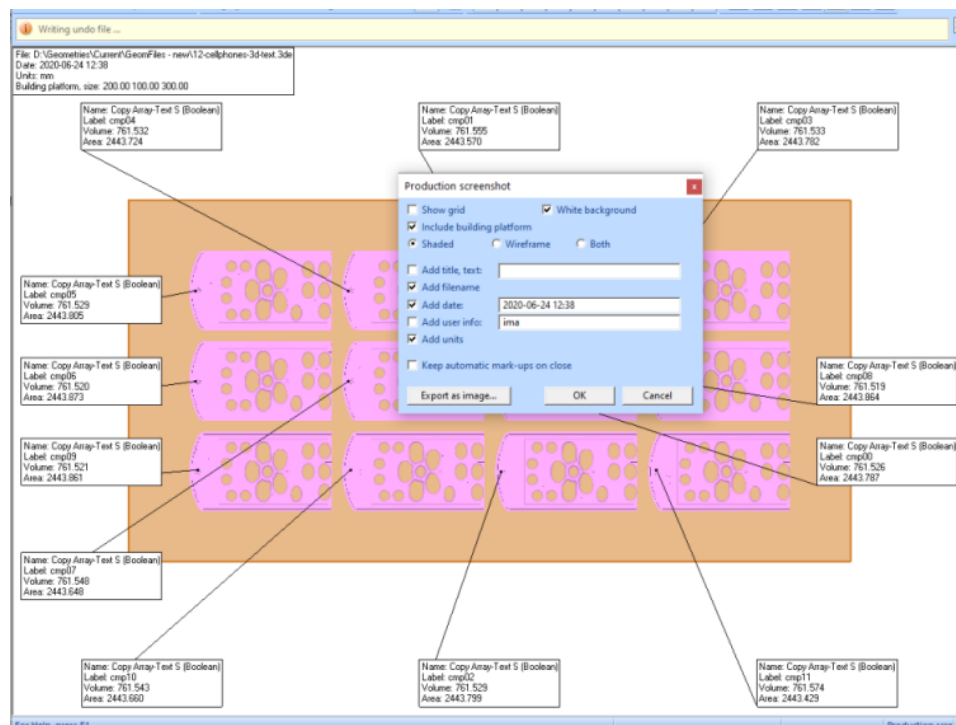 Writing undo file ...
File: D:\Geometries\Current\GeomFiles - new\12-cellphones-3d-text.3de
Date: 2020-06-24 12:38
Units: mm
Building platform, size: 200.00 100.00 300.00
Name: Copy Array-Text S (Boolean)
Label: cmp04
Volume: 761.532
Area: 2443.724
Name: Copy Array-Text S (Boolean)
Label: cmp01
Volume: 761.555
Area: 2443.570
Name: Copy Array-Text S (Boolean)
Label: cmp03
Volume: 761.533
Area: 2443.782
Production screenshot
Show grid
White background
Include building platform
Shaded
Wireframe
Both
Add title, text:
Add filename
Add date: 2020-06-24 12:38
Add user info: ima
Add units
Keep automatic mark-ups on close
Export as image...
OK
Cancel
Name: Copy Array-Text S (Boolean)
Label: cmp05
Volume: 761.529
Area: 2443.805
Name: Copy Array-Text S (Boolean)
Label: cmp06
Volume: 761.520
Area: 2443.873
Name: Copy Array-Text S (Boolean)
Label: cmp08
Volume: 761.519
Area: 2443.864
Name: Copy Array-Text S (Boolean)
Label: cmp09
Volume: 761.521
Area: 2443.861
Name: Copy Array-Text S (Boolean)
Label: cmp00
Volume: 761.526
Area: 2443.787
Name: Copy Array-Text S (Boolean)
Label: cmp07
Volume: 761.548
Area: 2443.648
Name: Copy Array-Text S (Boolean)
Label: cmp10
Volume: 761.543
Area: 2443.660
Name: Copy Array-Text S (Boolean)
Label: cmp02
Volume: 761.529
Area: 2443.799
Name: Copy Array-Text S (Boolean)
Label: cmp11
Volume: 761.574
Area: 2443.429
For Help, press F1